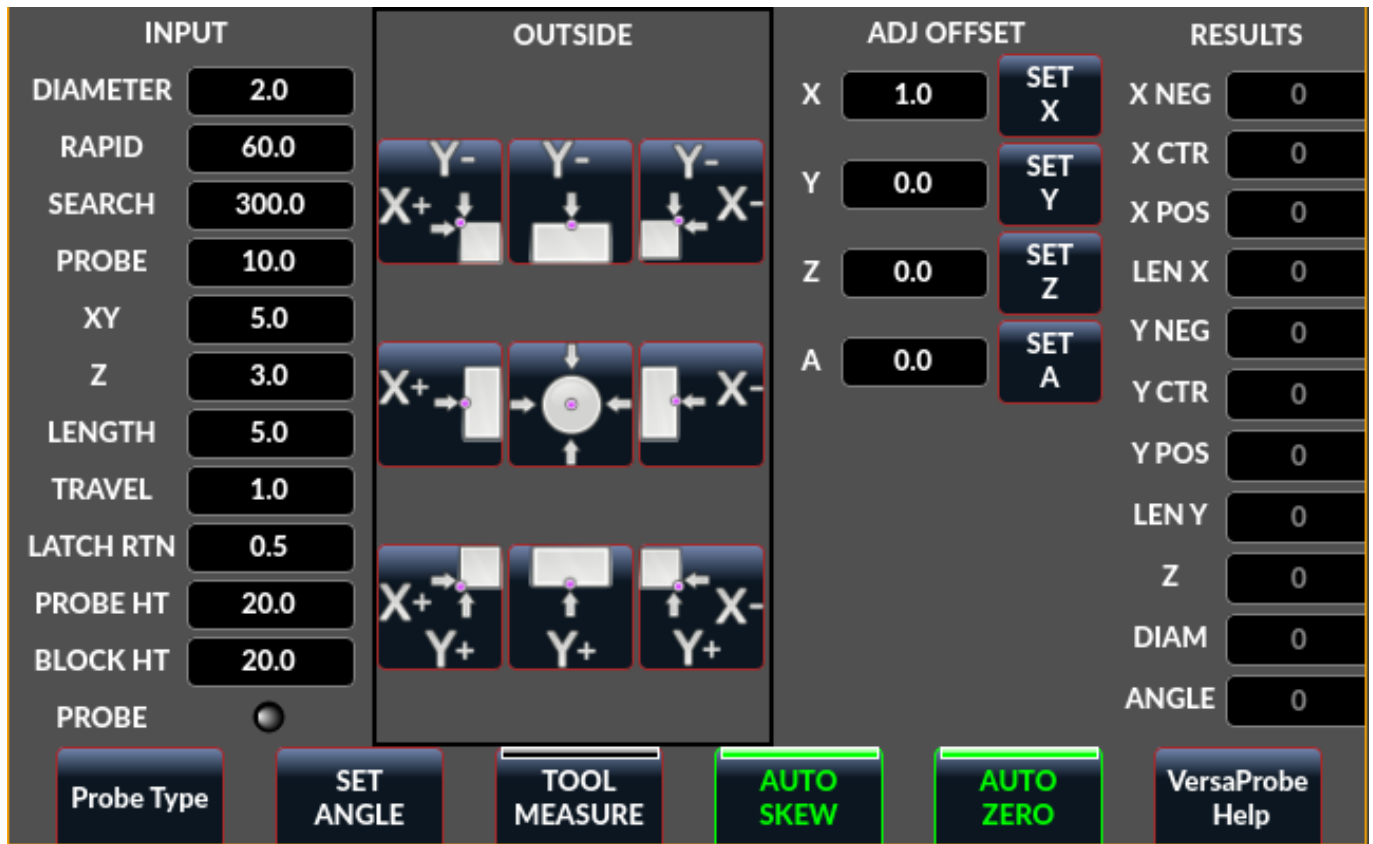 INPUT
DIAMETER 2.0
RAPID 60.0
SEARCH 300.0
PROBE 10.0
XY 5.0
Z 3.0
LENGTH 5.0
TRAVEL 1.0
LATCH RTN 0.5
PROBE HT 20.0
BLOCK HT 20.0
PROBE
OUTSIDE
Y-
X+
Y-
Y-
X-
X+
X-
X+
Y+
Y+
X-
Y+
ADJ OFFSET
X 1.0 SET
X
Y 0.0 SET
Y
Z 0.0 SET
Z
A 0.0 SET
A
RESULTS
X NEG 0
X CTR 0
X POS 0
LEN X 0
Y NEG 0
Y CTR 0
Y POS 0
LEN Y 0
Z 0
DIAM 0
ANGLE 0
Probe Type
SET
ANGLE
TOOL
MEASURE
AUTO
SKEW
AUTO
ZERO
VersaProbe
Help